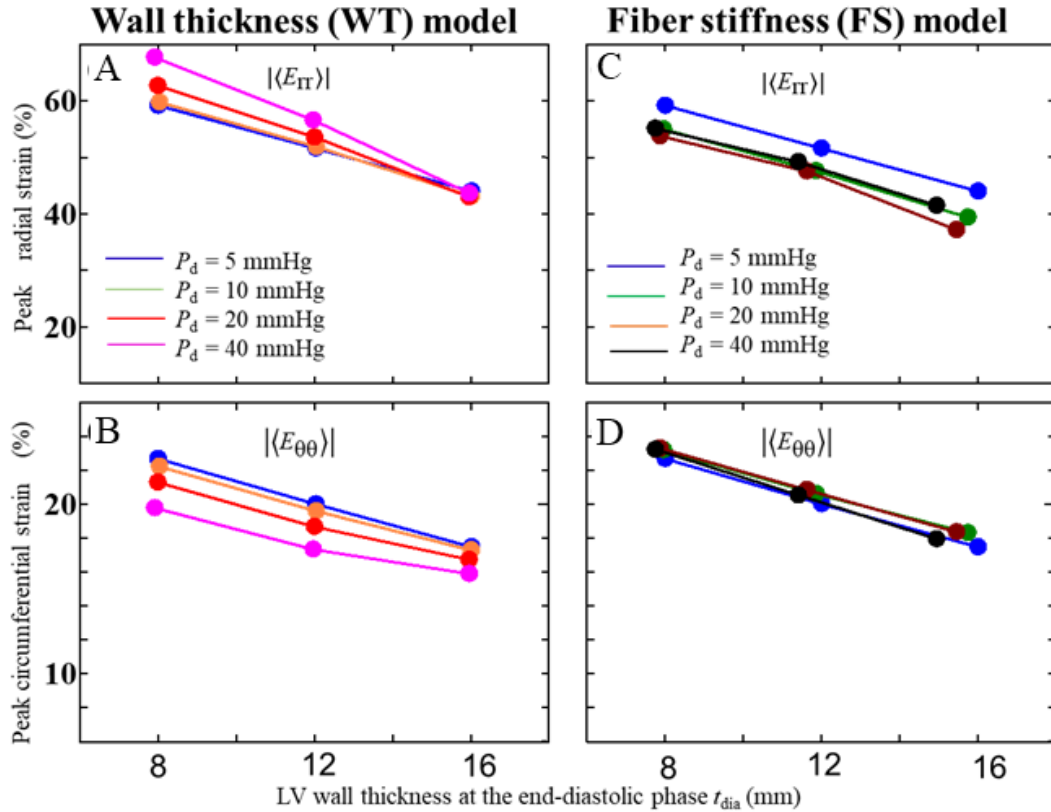 Wall thickness (WT) model
Fiber stiffness (FS) model
A
|⟨Err⟩|
C
|⟨Err⟩|
Peak radial strain (%)
60
40
20
Pd = 5 mmHg
Pd = 10 mmHg
Pd = 20 mmHg
Pd = 40 mmHg
Pd = 5 mmHg
Pd = 10 mmHg
Pd = 20 mmHg
Pd = 40 mmHg
B
|⟨Eθθ⟩|
D
|⟨Eθθ⟩|
Peak circumferential strain (%)
20
10
8 12 16
8 12 16
LV wall thickness at the end-diastolic phase tdia (mm)